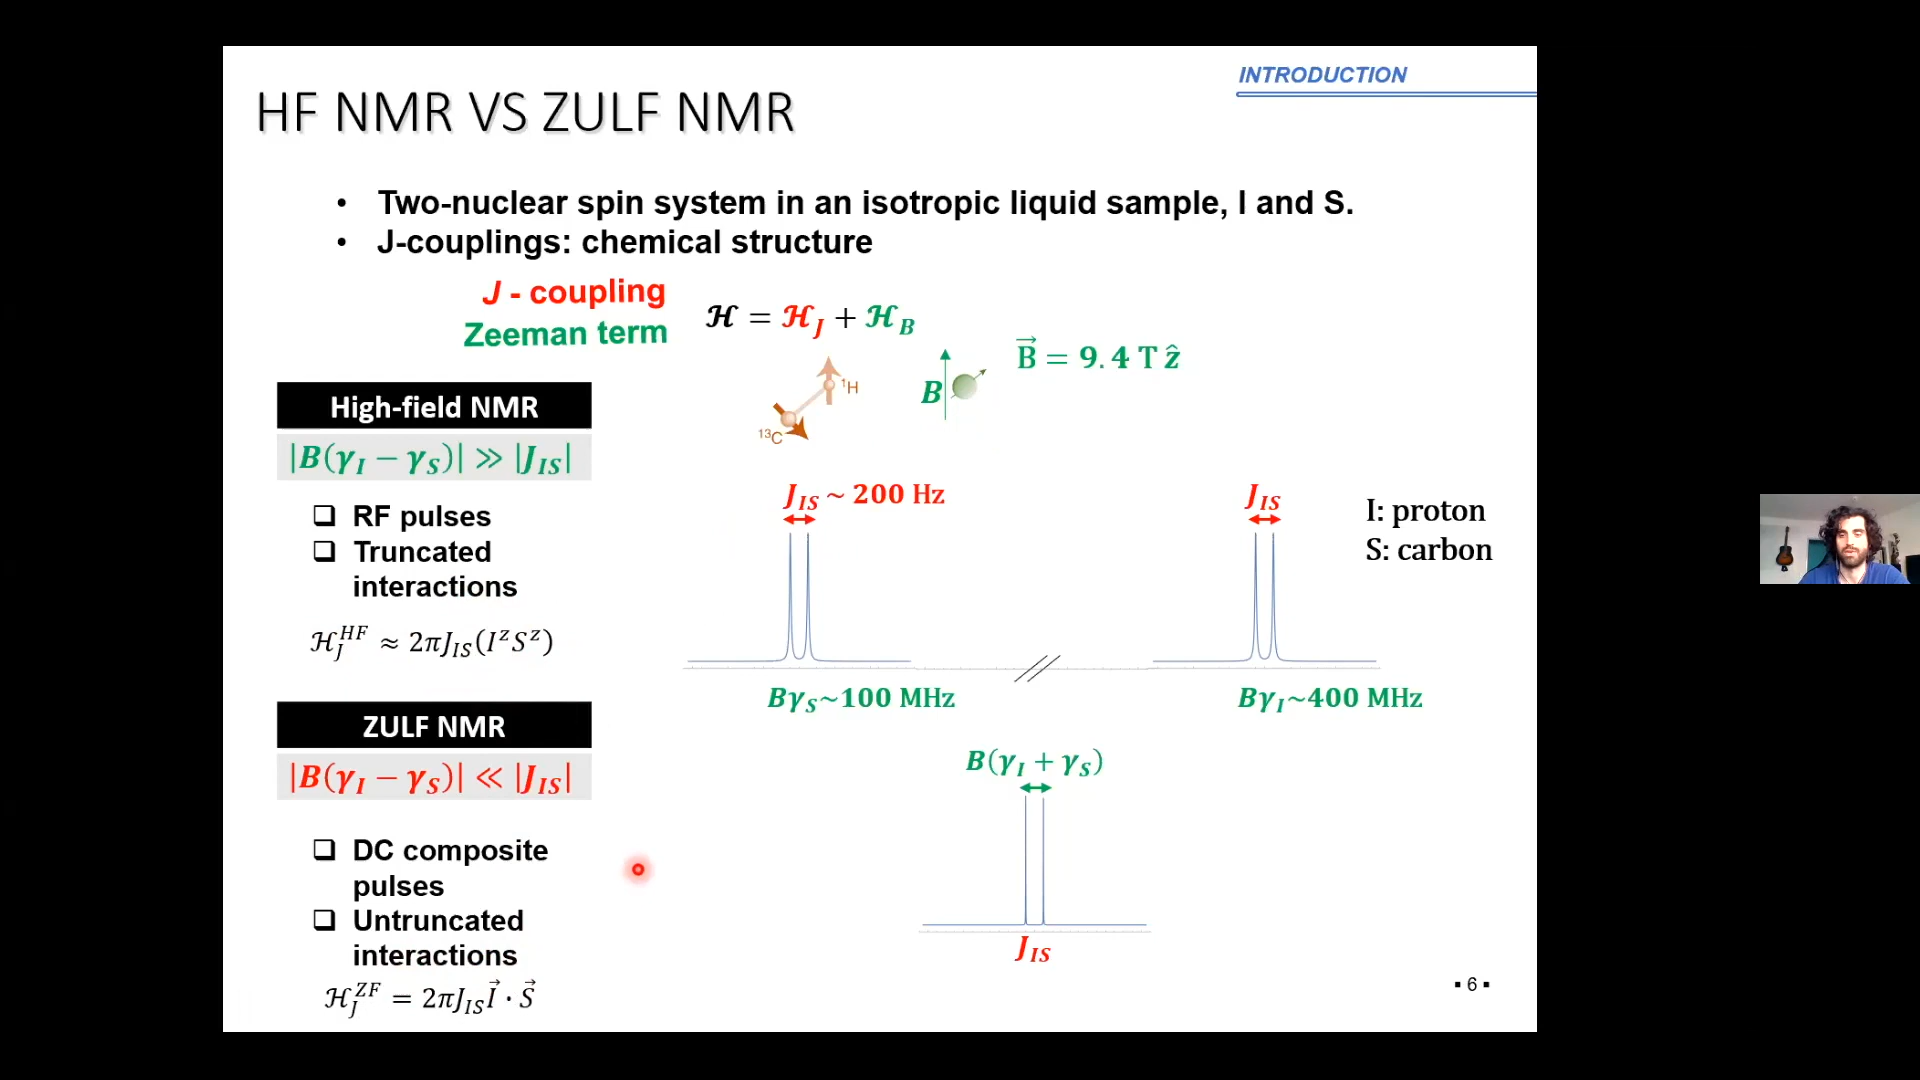 INTRODUCTION
HF NMR VS ZULF NMR
• Two-nuclear spin system in an isotropic liquid sample, I and S.
• J-couplings: chemical structure
J - coupling
Zeeman term
ℋ = ℋ_J + ℋ_B
B⃗ = 9.4 T ẑ
¹H
¹³C
B
High-field NMR
|B(γ_I − γ_S)| ≫ |J_IS|
❑ RF pulses
❑ Truncated
interactions
ℋ_J^HF ≈ 2πJ_IS(I^z S^z)
J_IS ~ 200 Hz
J_IS
I: proton
S: carbon
Bγ_S~100 MHz
Bγ_I~400 MHz
ZULF NMR
|B(γ_I − γ_S)| ≪ |J_IS|
❑ DC composite
pulses
❑ Untruncated
interactions
ℋ_J^ZF = 2πJ_IS I⃗ · S⃗
B(γ_I + γ_S)
J_IS
▪ 6 ▪